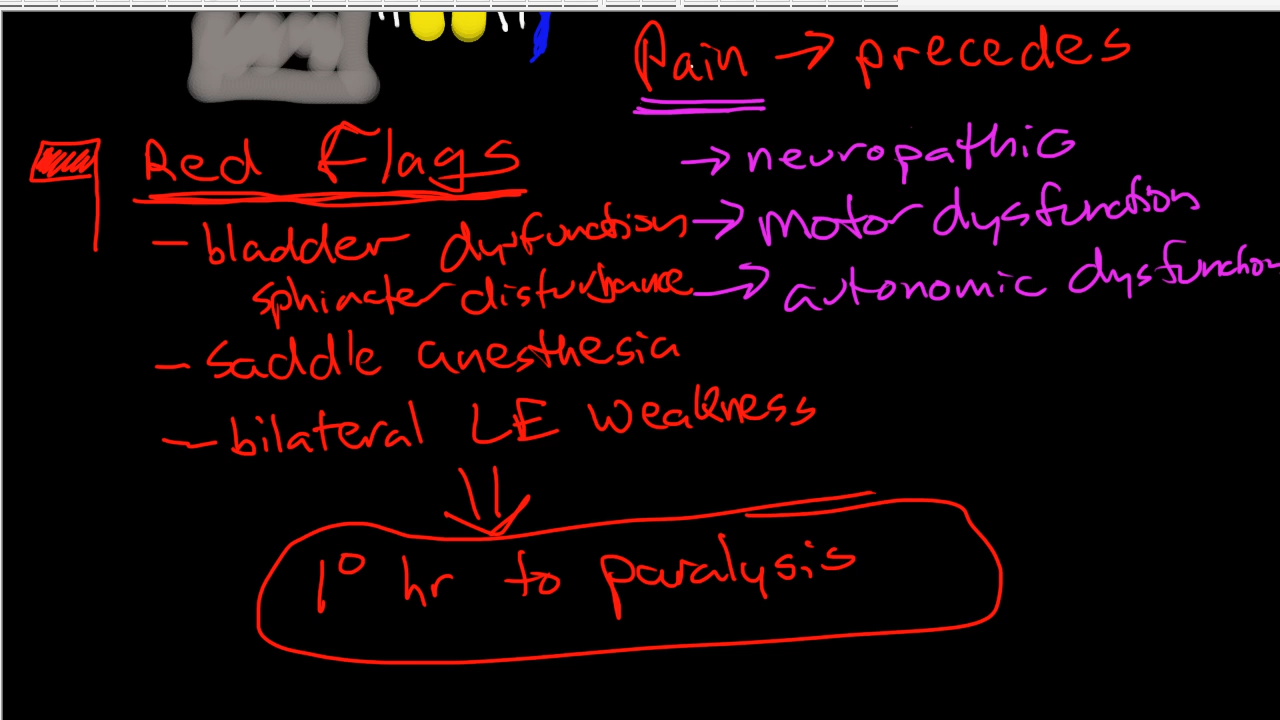 Pain → precedes
→ neuropathic
→ motor dysfunction
→ autonomic dysfunction
Red Flags
- bladder dysfunction
sphincter disturbance
- saddle anesthesia
- bilateral LE weakness
10 hr to paralysis